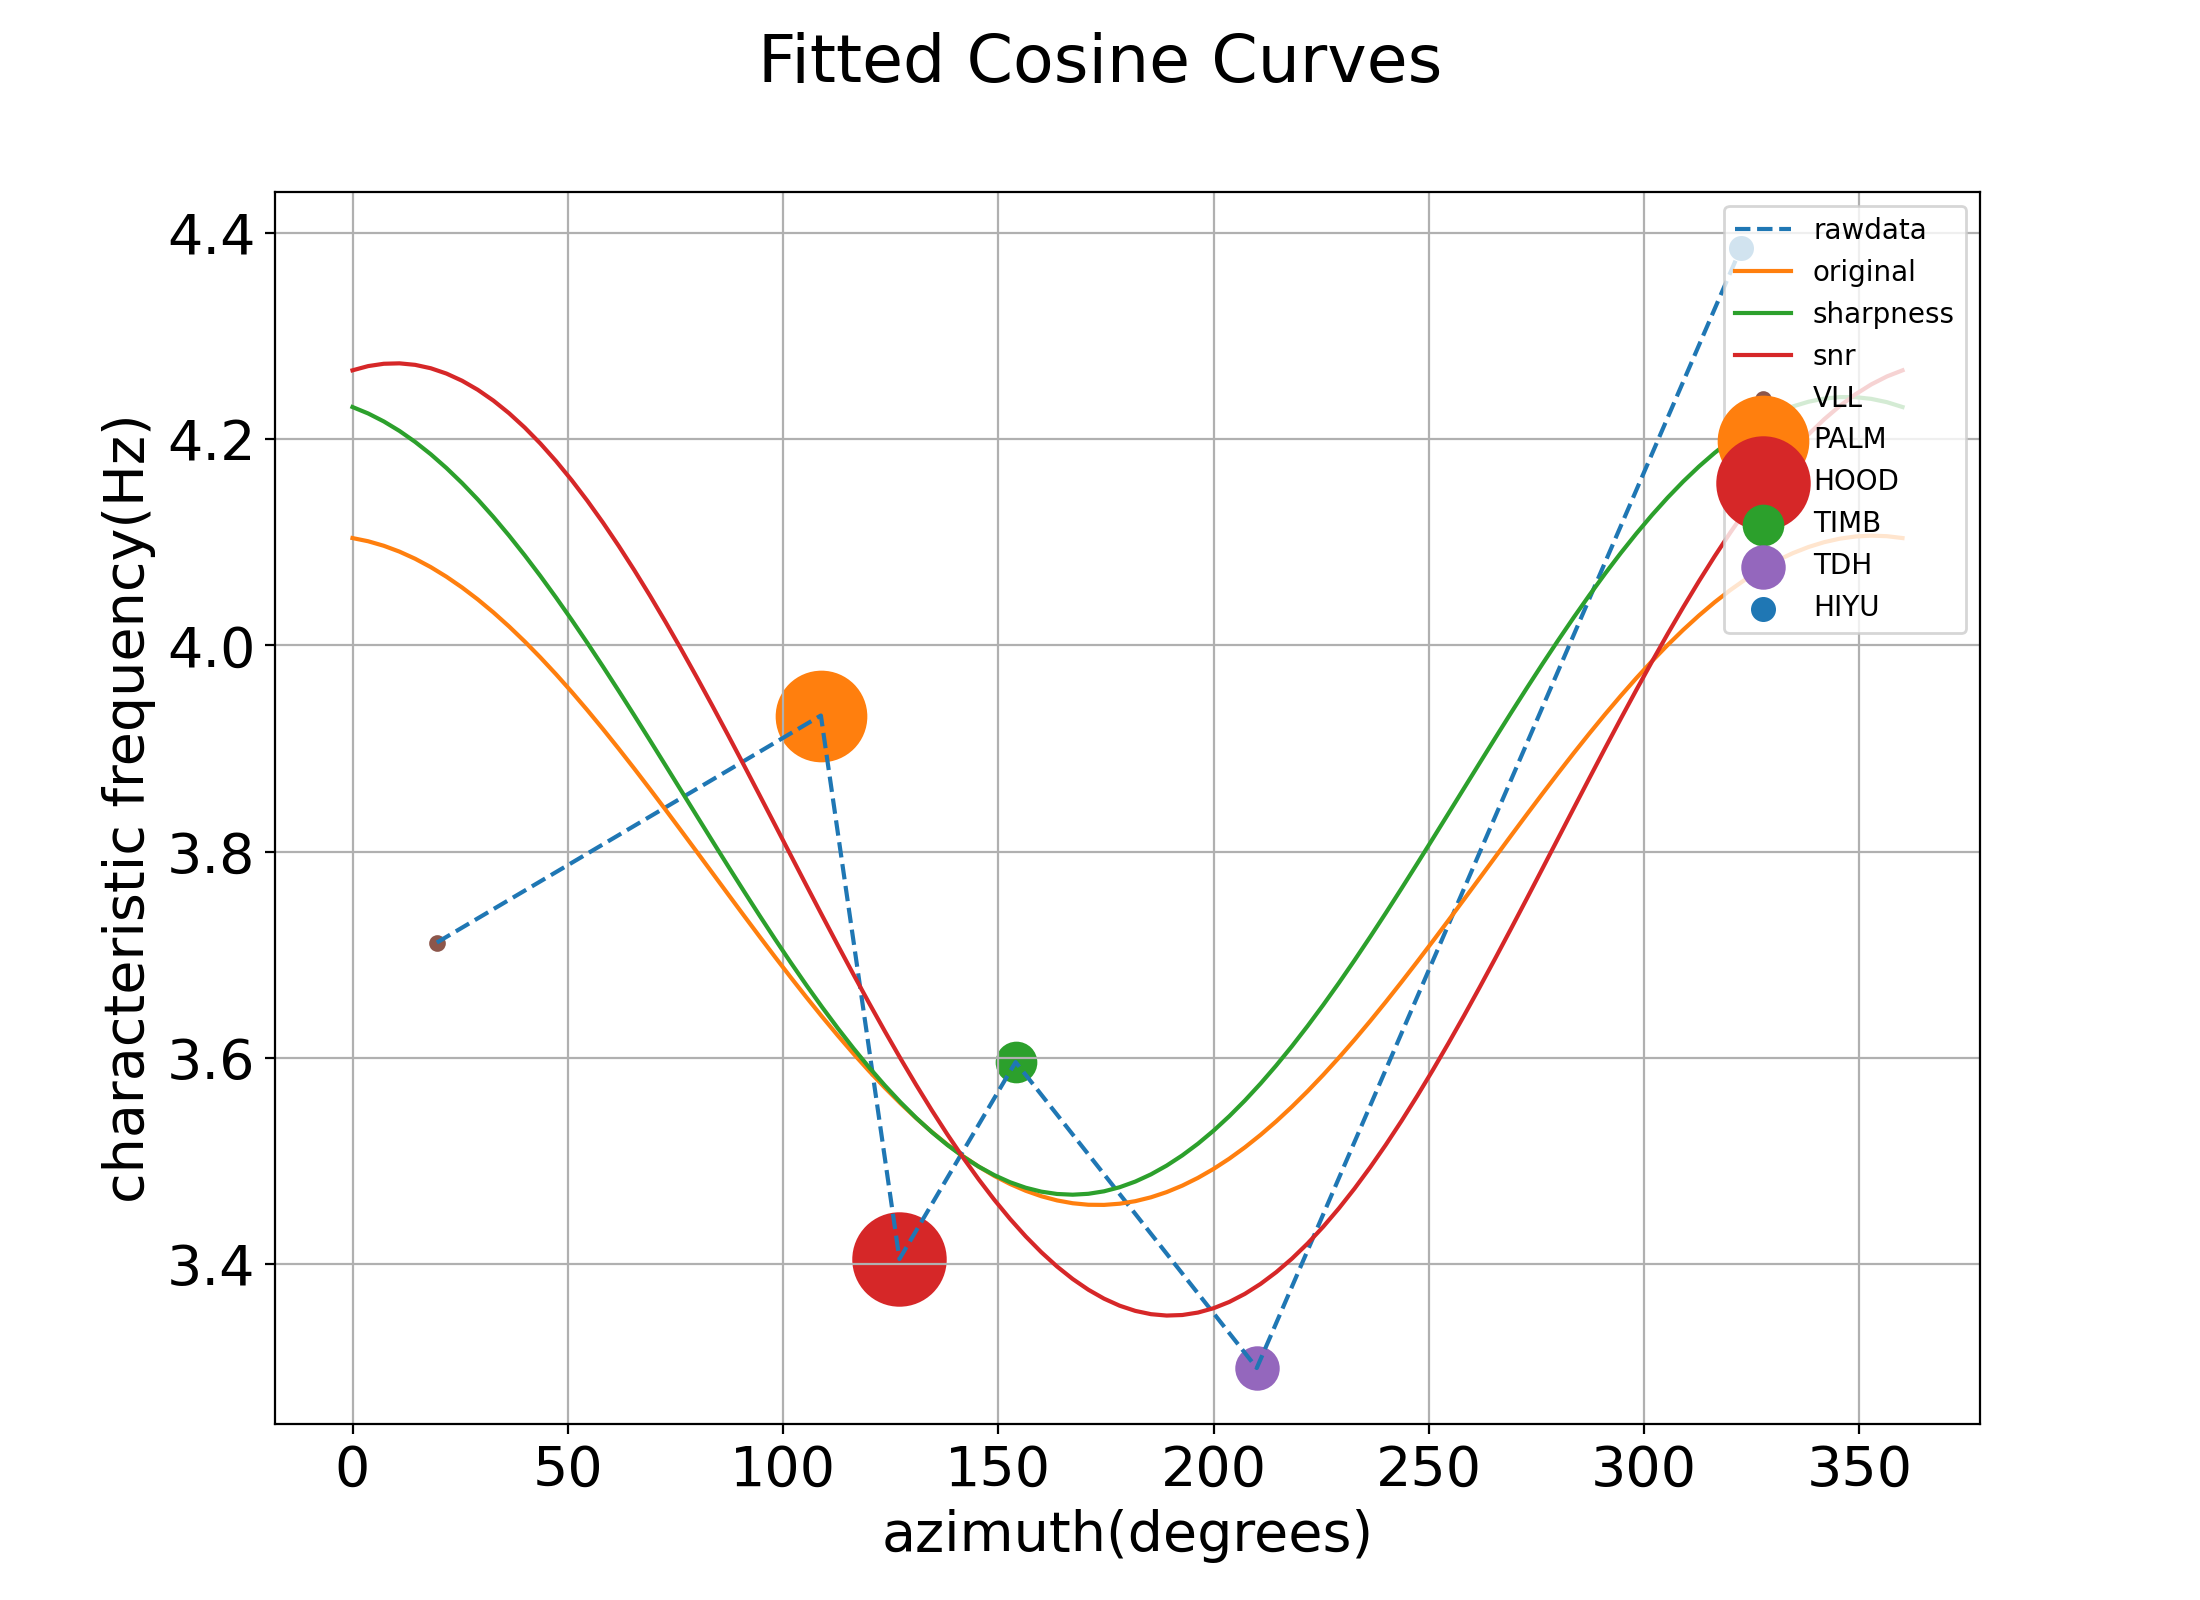 Fitted Cosine Curves
4.4
4.2
4.0
3.8
3.6
3.4
characteristic frequency(Hz)
rawdata
original
sharpness
snr
VLL
PALM
HOOD
TIMB
TDH
HIYU
0 50 100 150 200 250 300 350
azimuth(degrees)